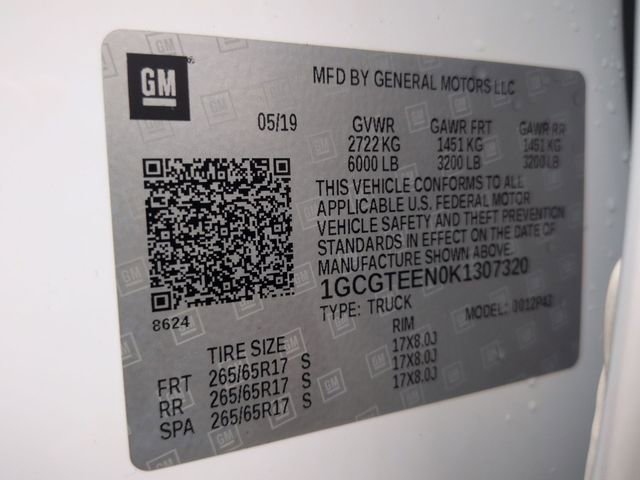 GM
MFD BY GENERAL MOTORS LLC
05/19 GVWR GAWR FRT GAWR RR
2722 KG 1451 KG 1451 KG
6000 LB 3200 LB 3200 LB
THIS VEHICLE CONFORMS TO ALL
APPLICABLE U.S. FEDERAL MOTOR
VEHICLE SAFETY AND THEFT PREVENTION
STANDARDS IN EFFECT ON THE DATE OF
MANUFACTURE SHOWN ABOVE.
1GCGTEEN0K1307320
TYPE: TRUCK MODEL:
8624
TIRE SIZE RIM
FRT 265/65R17 S 17X8.0J
RR 265/65R17 S 17X8.0J
SPA 265/65R17 S 17X8.0J